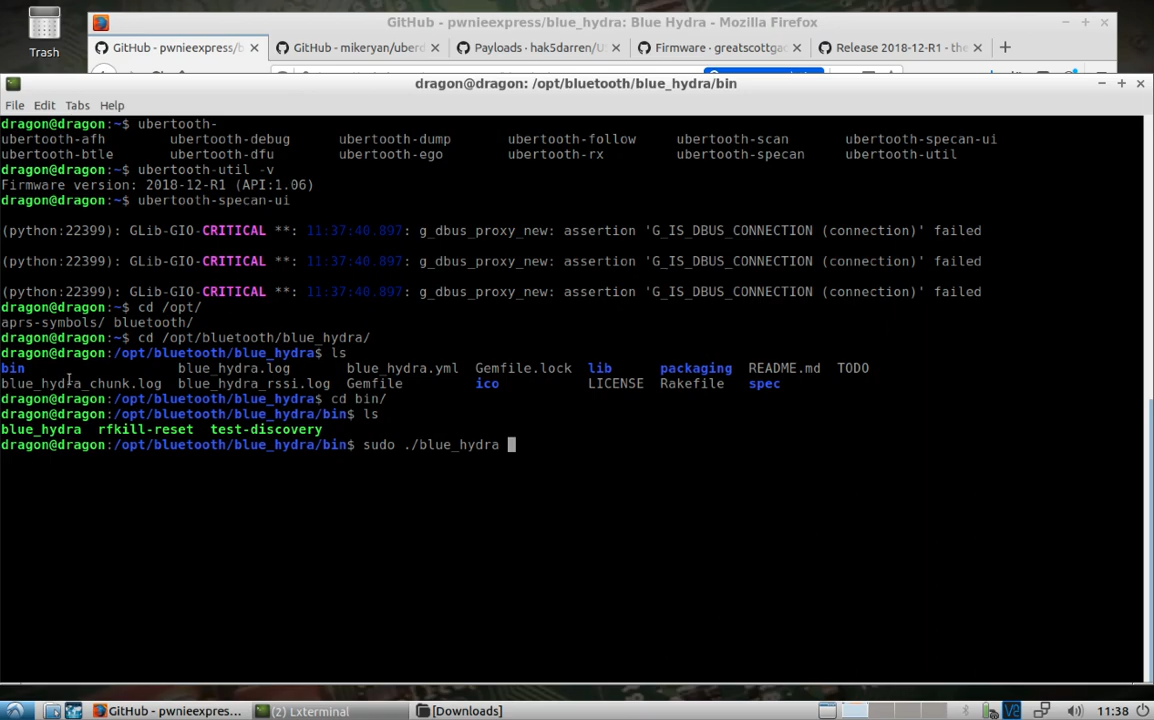 Trash
GitHub - pwnieexpress/blue_hydra: Blue Hydra - Mozilla Firefox
GitHub - pwnieexpress/b
GitHub - mikeryan/uberd
Payloads · hak5darren/U
Firmware · greatscottga
Release 2018-12-R1 · the
dragon@dragon: /opt/bluetooth/blue_hydra/bin
File Edit Tabs Help
dragon@dragon:~$ ubertooth-
ubertooth-afh ubertooth-debug ubertooth-dump ubertooth-follow ubertooth-scan ubertooth-specan-ui
ubertooth-btle ubertooth-dfu ubertooth-ego ubertooth-rx ubertooth-specan ubertooth-util
dragon@dragon:~$ ubertooth-util -v
Firmware version: 2018-12-R1 (API:1.06)
dragon@dragon:~$ ubertooth-specan-ui
(python:22399): GLib-GIO-CRITICAL **: 11:37:40.897: g_dbus_proxy_new: assertion 'G_IS_DBUS_CONNECTION (connection)' failed
(python:22399): GLib-GIO-CRITICAL **: 11:37:40.897: g_dbus_proxy_new: assertion 'G_IS_DBUS_CONNECTION (connection)' failed
(python:22399): GLib-GIO-CRITICAL **: 11:37:40.897: g_dbus_proxy_new: assertion 'G_IS_DBUS_CONNECTION (connection)' failed
dragon@dragon:~$ cd /opt/
aprs-symbols/ bluetooth/
dragon@dragon:~$ cd /opt/bluetooth/blue_hydra/
dragon@dragon:/opt/bluetooth/blue_hydra$ ls
bin blue_hydra.log blue_hydra.yml Gemfile.lock lib packaging README.md TODO
blue_hydra_chunk.log blue_hydra_rssi.log Gemfile ico LICENSE Rakefile spec
dragon@dragon:/opt/bluetooth/blue_hydra$ cd bin/
dragon@dragon:/opt/bluetooth/blue_hydra/bin$ ls
blue_hydra rfkill-reset test-discovery
dragon@dragon:/opt/bluetooth/blue_hydra/bin$ sudo ./blue_hydra
GitHub - pwnieexpress/... (2) Lxterminal [Downloads] V2 11:38